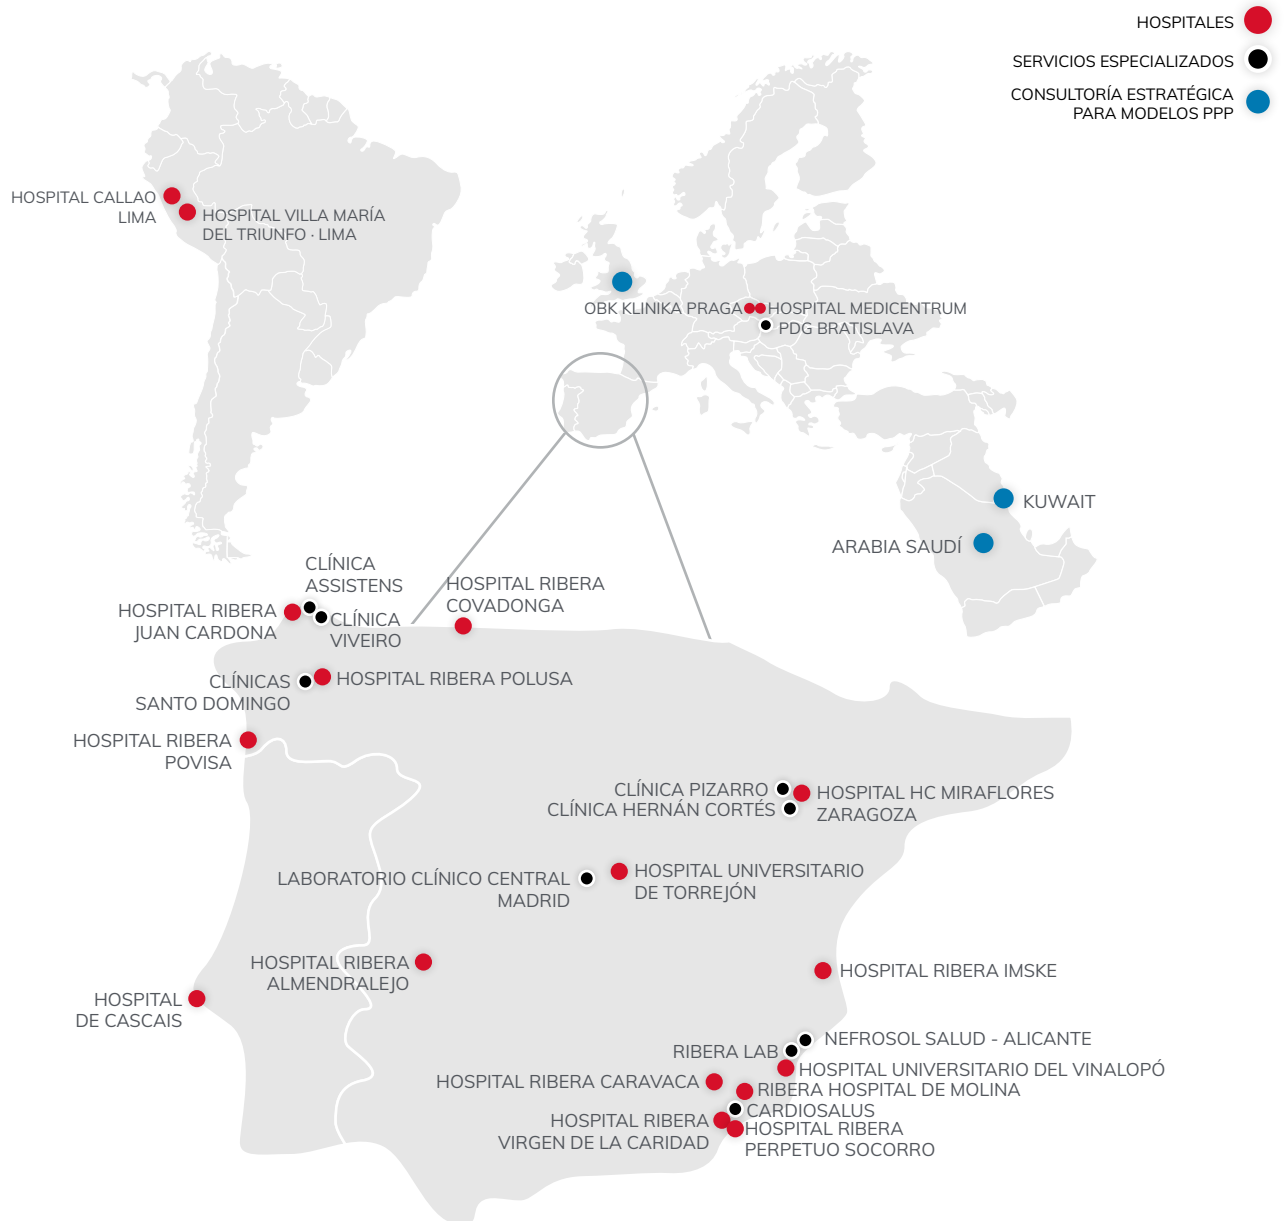 HOSPITALES
SERVICIOS ESPECIALIZADOS
CONSULTORÍA ESTRATÉGICA
PARA MODELOS PPP
HOSPITAL CALLAO
LIMA
HOSPITAL VILLA MARÍA
DEL TRIUNFO · LIMA
OBK KLINIKA PRAGA
HOSPITAL MEDICENTRUM
PDG BRATISLAVA
KUWAIT
ARABIA SAUDÍ
CLÍNICA
ASSISTENS
HOSPITAL RIBERA
COVADONGA
HOSPITAL RIBERA
JUAN CARDONA
CLÍNICA
VIVEIRO
CLÍNICAS
SANTO DOMINGO
HOSPITAL RIBERA POLUSA
HOSPITAL RIBERA
POVISA
CLÍNICA PIZARRO
CLÍNICA HERNÁN CORTÉS
HOSPITAL HC MIRAFLORES
ZARAGOZA
LABORATORIO CLÍNICO CENTRAL
MADRID
HOSPITAL UNIVERSITARIO
DE TORREJÓN
HOSPITAL RIBERA
ALMENDRALEJO
HOSPITAL RIBERA IMSKE
HOSPITAL
DE CASCAIS
NEFROSOL SALUD - ALICANTE
RIBERA LAB
HOSPITAL UNIVERSITARIO DEL VINALOPÓ
HOSPITAL RIBERA CARAVACA
RIBERA HOSPITAL DE MOLINA
CARDIOSALUS
HOSPITAL RIBERA
VIRGEN DE LA CARIDAD
HOSPITAL RIBERA
PERPETUO SOCORRO